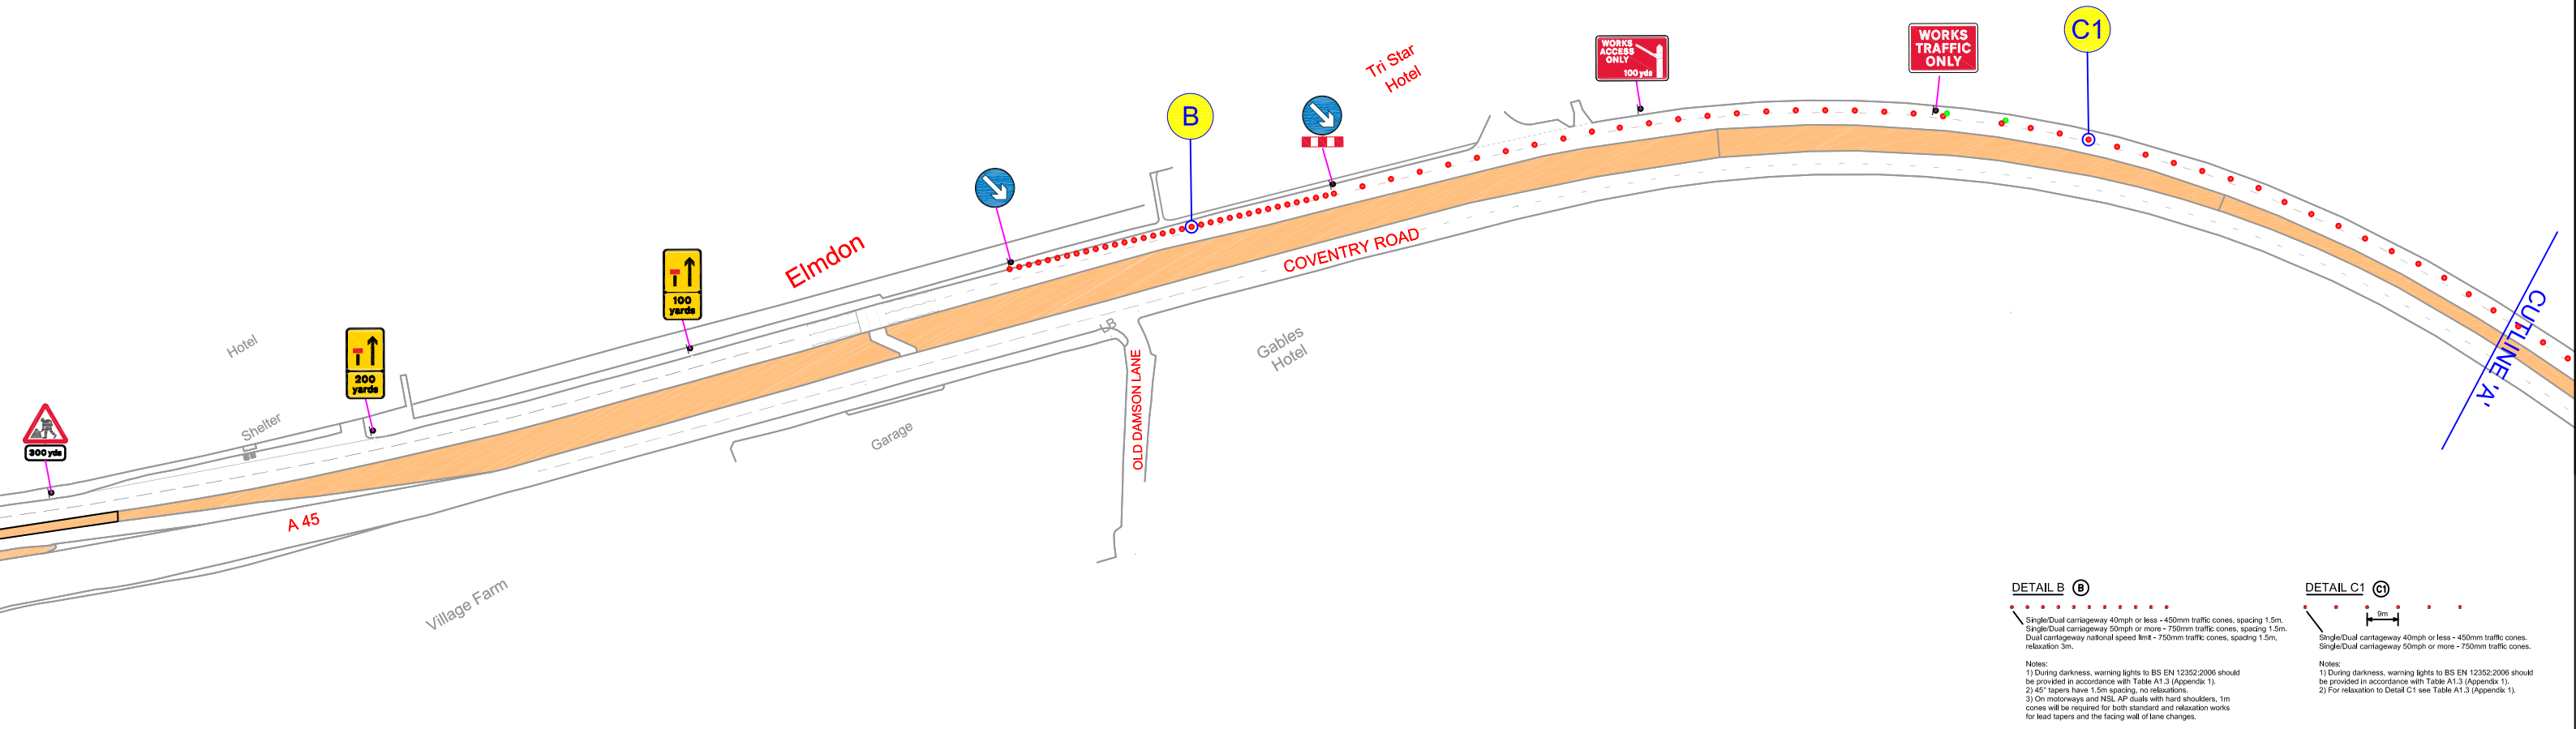 C1
WORKS
TRAFFIC
ONLY
WORKS
ACCESS
ONLY
100 yds
Tri Star
Hotel
B
Elmdon
COVENTRY ROAD
100
yards
200
yards
300 yds
Hotel
Shelter
Garage
LB
OLD DAMSON LANE
Gables
Hotel
A 45
Village Farm
CUTLINE 'A'
DETAIL B B
Single/Dual carriageway 40mph or less - 450mm traffic cones, spacing 1.5m.
Single/Dual carriageway 50mph or more - 750mm traffic cones, spacing 1.5m.
Dual carriageway national speed limit - 750mm traffic cones, spacing 1.5m,
relaxation 3m.
Notes:
1) During darkness, warning lights to BS EN 12352:2006 should
be provided in accordance with Table A1.3 (Appendix 1).
2) 45° tapers have 1.5m spacing, no relaxations.
3) On motorways and NSL AP duals with hard shoulders, 1m
cones will be required for both standard and relaxation works
for lead tapers and the facing wall of lane changes.
DETAIL C1 C1
9m
Single/Dual carriageway 40mph or less - 450mm traffic cones.
Single/Dual carriageway 50mph or more - 750mm traffic cones.
Notes:
1) During darkness, warning lights to BS EN 12352:2006 should
be provided in accordance with Table A1.3 (Appendix 1).
2) For relaxation to Detail C1 see Table A1.3 (Appendix 1).